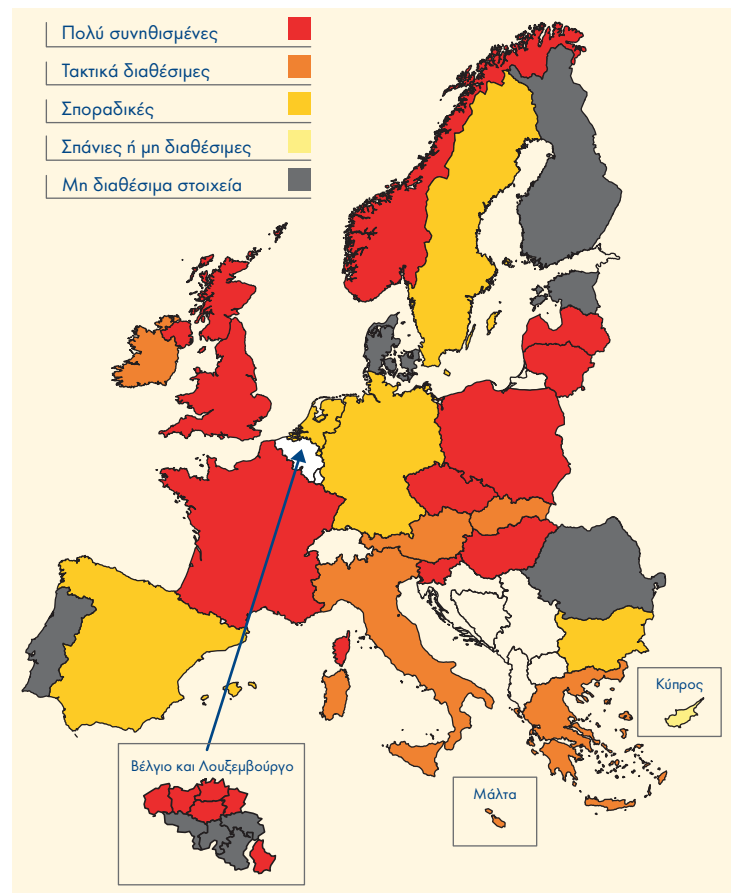 Πολύ συνηθισμένες
Τακτικά διαθέσιμες
Σποραδικές
Σπάνιες ή μη διαθέσιμες
Μη διαθέσιμα στοιχεία
Κύπρος
Βέλγιο και Λουξεμβούργο
Μάλτα